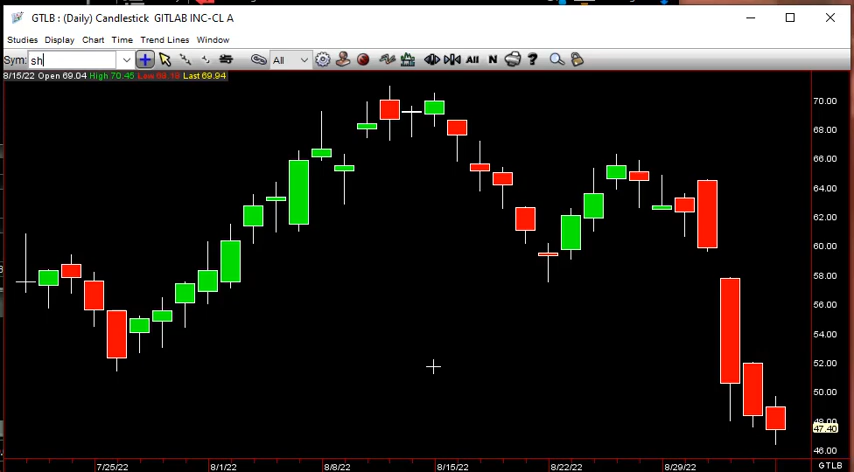 GTLB : (Daily) Candlestick GITLAB INC-CL A
Studies Display Chart Time Trend Lines Window
Sym: sh All All N ?
8/15/22 Open 69.04 High 70.45 Low 68.19 Last 69.94
70.00
68.00
66.00
64.00
62.00
60.00
58.00
56.00
54.00
52.00
50.00
48.00
47.40
46.00
7/25/22 8/1/22 8/8/22 8/15/22 8/22/22 8/29/22 GTLB